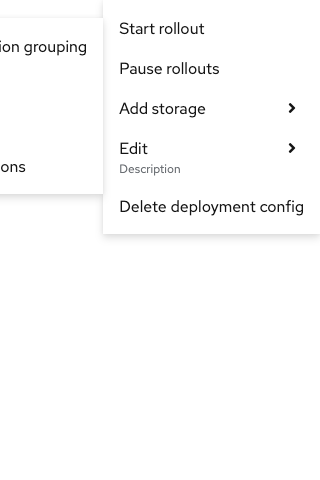 ion grouping
ons
Start rollout
Pause rollouts
Add storage
Edit
Description
Delete deployment config